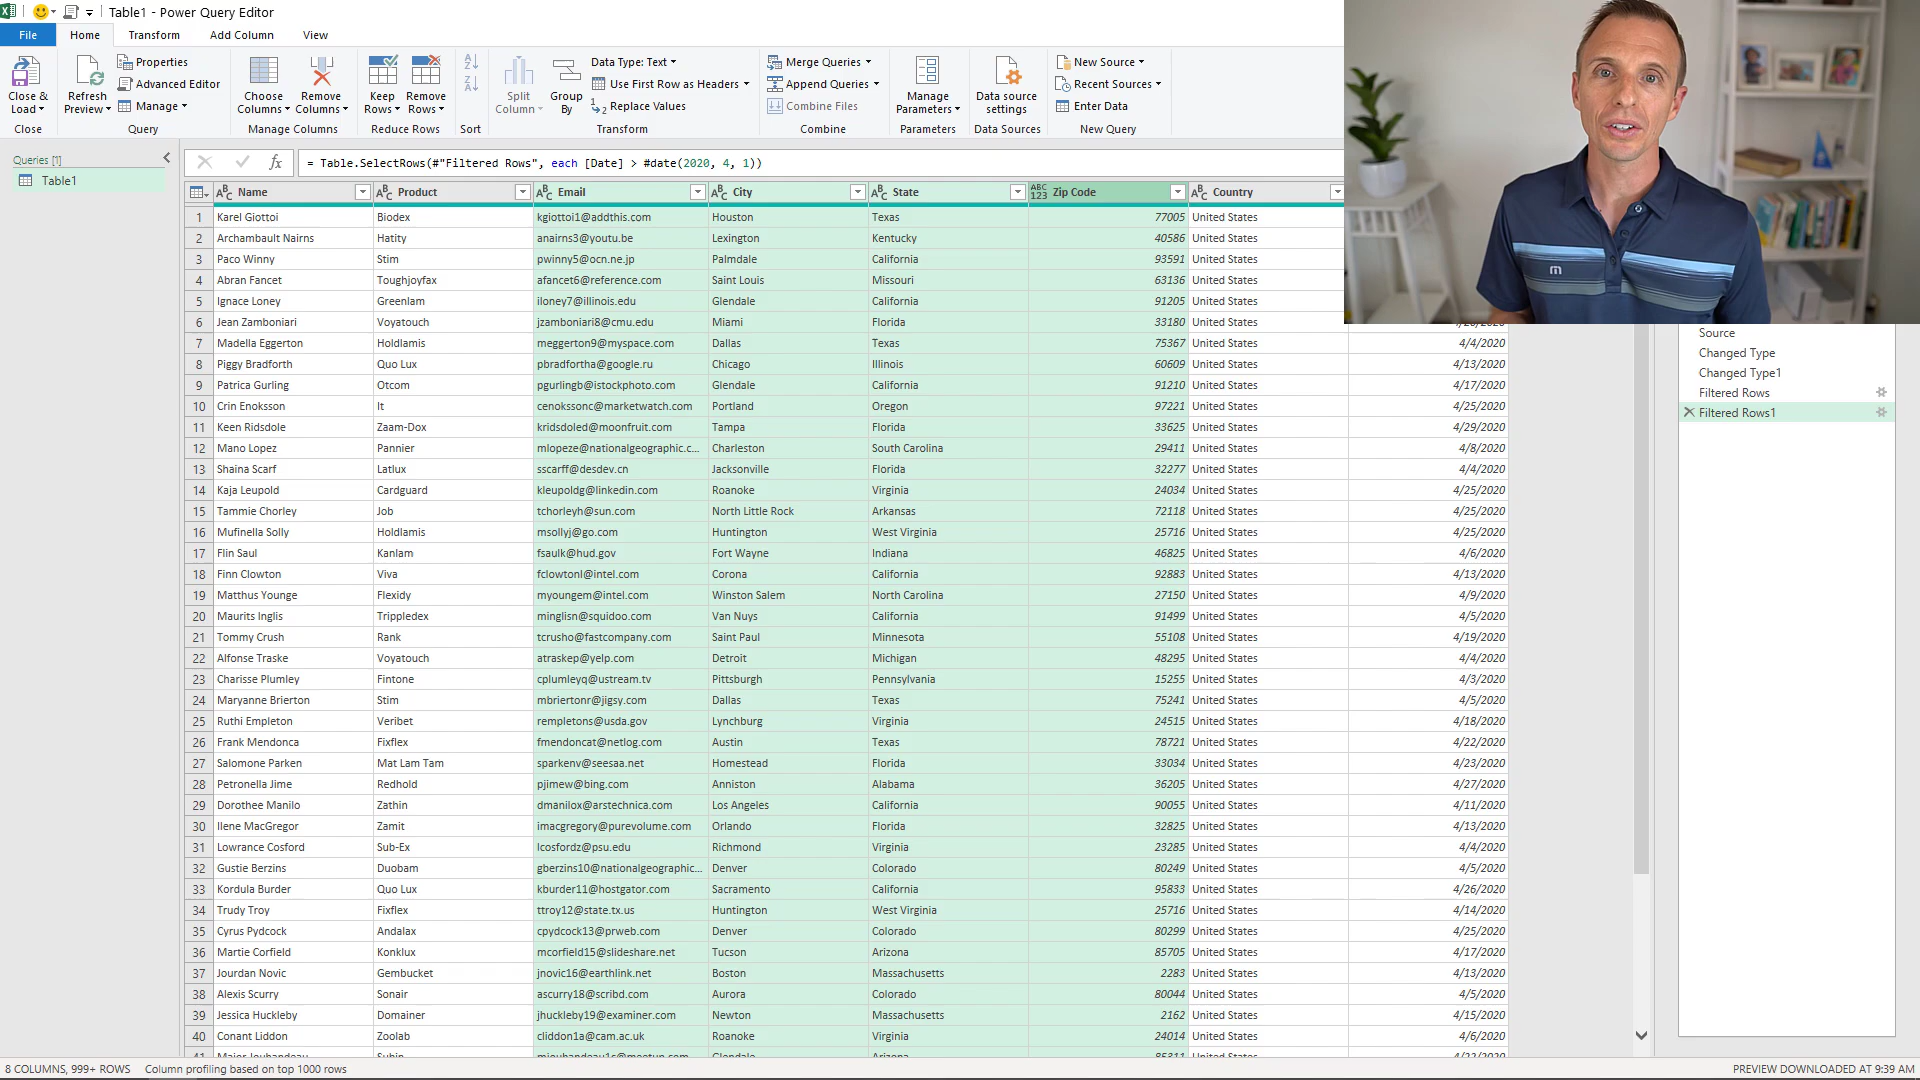 Table1 - Power Query Editor
File Home Transform Add Column View
Close & Load
Close
Refresh Preview
Properties
Advanced Editor
Manage
Query
Choose Columns
Remove Columns
Manage Columns
Keep Rows
Remove Rows
Reduce Rows
Sort
Split Column
Group By
Data Type: Text
Use First Row as Headers
Replace Values
Transform
Merge Queries
Append Queries
Combine Files
Combine
Manage Parameters
Parameters
Data source settings
Data Sources
New Source
Recent Sources
Enter Data
New Query
Queries [1]
Table1
fx = Table.SelectRows(#"Filtered Rows", each [Date] > #date(2020, 4, 1))
Name Product Email City State Zip Code Country
1 Karel Giottoi Biodex kgiottoi1@addthis.com Houston Texas 77005 United States
2 Archambault Nairns Hatity anairns3@youtu.be Lexington Kentucky 40586 United States
3 Paco Winny Stim pwinny5@ocn.ne.jp Palmdale California 93591 United States
4 Abran Fancet Toughjoyfax afancet6@reference.com Saint Louis Missouri 63136 United States
5 Ignace Loney Greenlam iloney7@illinois.edu Glendale California 91205 United States
6 Jean Zamboniari Voyatouch jzamboniari8@cmu.edu Miami Florida 33180 United States
7 Madella Eggerton Holdlamis meggerton9@myspace.com Dallas Texas 75367 United States 4/4/2020
8 Piggy Bradforth Quo Lux pbradfortha@google.ru Chicago Illinois 60609 United States 4/13/2020
9 Patrica Gurling Otcom pgurlingb@istockphoto.com Glendale California 91210 United States 4/17/2020
10 Crin Enoksson It cenokssonc@marketwatch.com Portland Oregon 97221 United States 4/25/2020
11 Keen Ridsdole Zaam-Dox kridsdoled@moonfruit.com Tampa Florida 33625 United States 4/29/2020
12 Mano Lopez Pannier mlopeze@nationalgeographic.c... Charleston South Carolina 29411 United States 4/8/2020
13 Shaina Scarf Latlux sscarff@desdev.cn Jacksonville Florida 32277 United States 4/4/2020
14 Kaja Leupold Cardguard kleupoldg@linkedin.com Roanoke Virginia 24034 United States 4/25/2020
15 Tammie Chorley Job tchorleyh@sun.com North Little Rock Arkansas 72118 United States 4/25/2020
16 Mufinella Solly Holdlamis msollyj@go.com Huntington West Virginia 25716 United States 4/25/2020
17 Flin Saul Kanlam fsaulk@hud.gov Fort Wayne Indiana 46825 United States 4/6/2020
18 Finn Clowton Viva fclowtonl@intel.com Corona California 92883 United States 4/13/2020
19 Matthus Younge Flexidy myoungem@intel.com Winston Salem North Carolina 27150 United States 4/9/2020
20 Maurits Inglis Trippledex minglisn@squidoo.com Van Nuys California 91499 United States 4/5/2020
21 Tommy Crush Rank tcrusho@fastcompany.com Saint Paul Minnesota 55108 United States 4/19/2020
22 Alfonse Traske Voyatouch atraskep@yelp.com Detroit Michigan 48295 United States 4/4/2020
23 Charisse Plumley Fintone cplumleyq@ustream.tv Pittsburgh Pennsylvania 15255 United States 4/3/2020
24 Maryanne Brierton Stim mbriertonr@jigsy.com Dallas Texas 75241 United States 4/5/2020
25 Ruthi Empleton Veribet rempletons@usda.gov Lynchburg Virginia 24515 United States 4/18/2020
26 Frank Mendonca Fixflex fmendoncat@netlog.com Austin Texas 78721 United States 4/22/2020
27 Salomone Parken Mat Lam Tam sparkenv@seesaa.net Homestead Florida 33034 United States 4/23/2020
28 Petronella Jime Redhold pjimew@bing.com Anniston Alabama 36205 United States 4/27/2020
29 Dorothee Manilo Zathin dmanilox@arstechnica.com Los Angeles California 90055 United States 4/11/2020
30 Ilene MacGregor Zamit imacgregory@purevolume.com Orlando Florida 32825 United States 4/13/2020
31 Lowrance Cosford Sub-Ex lcosfordz@psu.edu Richmond Virginia 23285 United States 4/4/2020
32 Gustie Berzins Duobam gberzins10@nationalgeographic... Denver Colorado 80249 United States 4/5/2020
33 Kordula Burder Quo Lux kburder11@hostgator.com Sacramento California 95833 United States 4/26/2020
34 Trudy Troy Fixflex ttroy12@state.tx.us Huntington West Virginia 25716 United States 4/14/2020
35 Cyrus Pydcock Andalax cpydcock13@prweb.com Denver Colorado 80299 United States 4/25/2020
36 Martie Corfield Konklux mcorfield15@slideshare.net Tucson Arizona 85705 United States 4/17/2020
37 Jourdan Novic Gembucket jnovic16@earthlink.net Boston Massachusetts 2283 United States 4/13/2020
38 Alexis Scurry Sonair ascurry18@scribd.com Aurora Colorado 80044 United States 4/5/2020
39 Jessica Huckleby Domainer jhuckleby19@examiner.com Newton Massachusetts 2162 United States 4/15/2020
40 Conant Liddon Zoolab cliddon1a@cam.ac.uk Roanoke Virginia 24014 United States 4/6/2020
Source
Changed Type
Changed Type1
Filtered Rows
Filtered Rows1
8 COLUMNS, 999+ ROWS Column profiling based on top 1000 rows
PREVIEW DOWNLOADED AT 9:39 AM